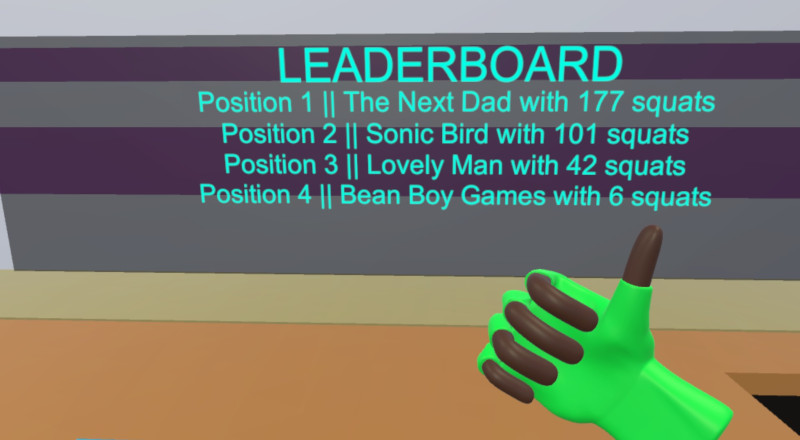 LEADERBOARD
Position 1 || The Next Dad with 177 squats
Position 2 || Sonic Bird with 101 squats
Position 3 || Lovely Man with 42 squats
Position 4 || Bean Boy Games with 6 squats